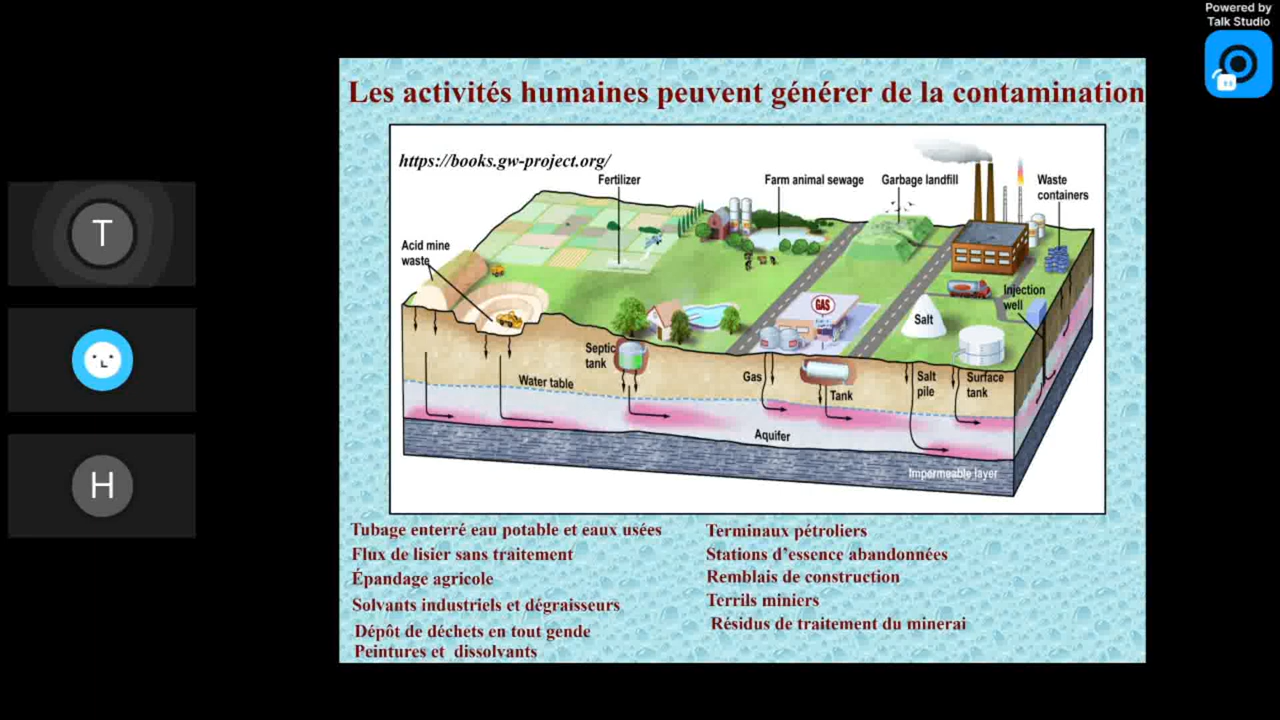 Powered by
Talk Studio
T
H
Les activités humaines peuvent générer de la contamination
https://books.gw-project.org/
Fertilizer
Farm animal sewage
Garbage landfill
Waste
containers
Acid mine
waste
Injection
well
GAS
Salt
Septic
tank
Water table
Gas
Tank
Salt
pile
Surface
tank
Aquifer
Impermeable layer
Tubage enterré eau potable et eaux usées
Flux de lisier sans traitement
Épandage agricole
Solvants industriels et dégraisseurs
Dépôt de déchets en tout gende
Peintures et dissolvants
Terminaux pétroliers
Stations d’essence abandonnées
Remblais de construction
Terrils miniers
Résidus de traitement du minerai